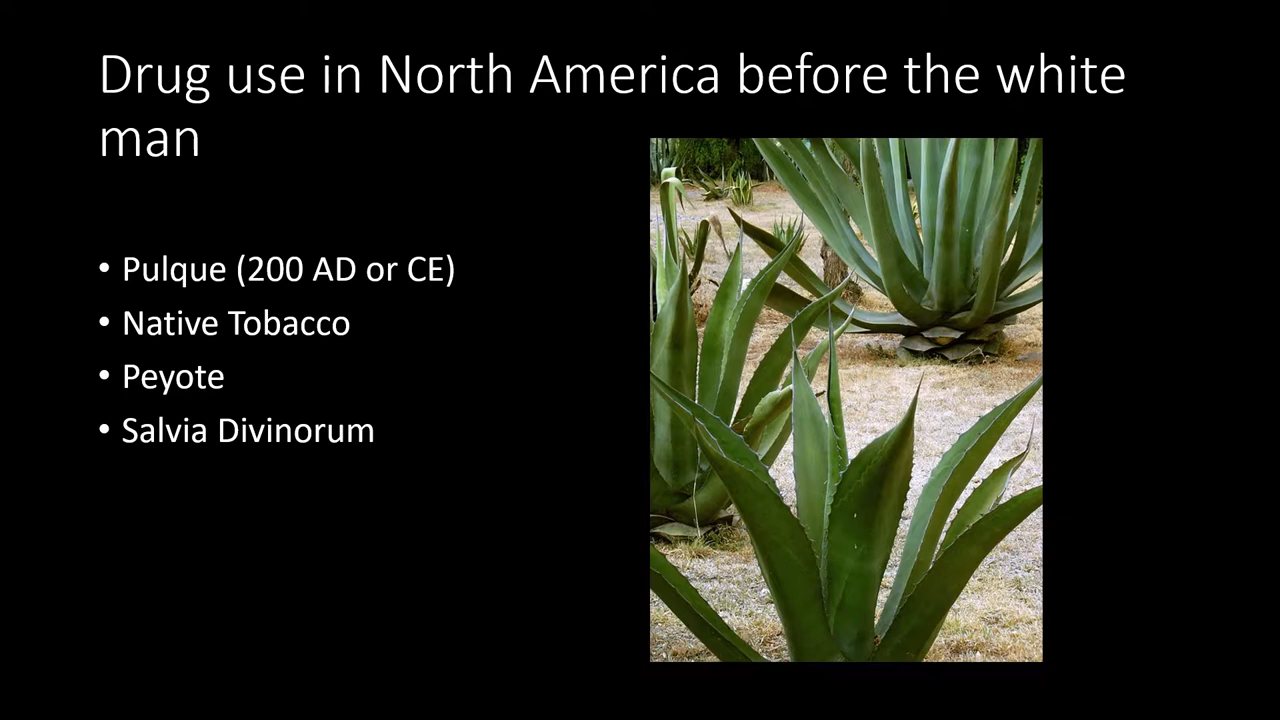 Drug use in North America before the white
man
• Pulque (200 AD or CE)
• Native Tobacco
• Peyote
• Salvia Divinorum